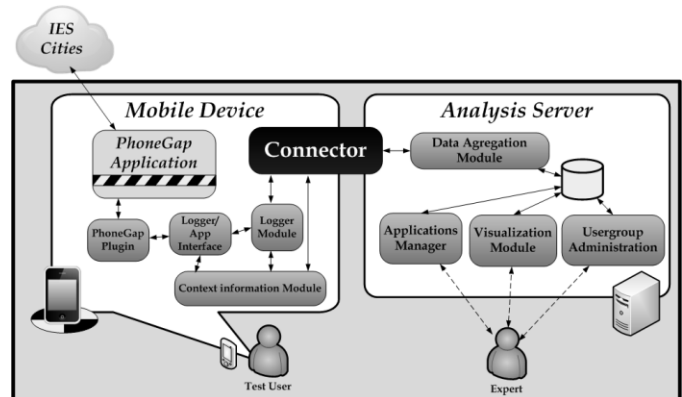 IES
Cities
Mobile Device
PhoneGap
Application
PhoneGap
Plugin
Logger/
App
Interface
Logger
Module
Context information Module
Connector
Analysis Server
Data Agregation
Module
Applications
Manager
Visualization
Module
Usergroup
Administration
Test User
Expert